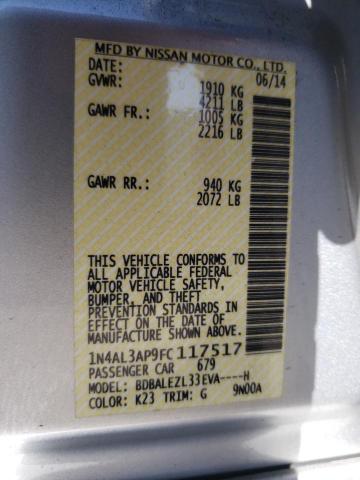 MFD BY NISSAN MOTOR CO., LTD.
DATE: 06/14
GVWR: 1910 KG
4211 LB
GAWR FR.: 1005 KG
2216 LB
GAWR RR.: 940 KG
2072 LB
THIS VEHICLE CONFORMS TO
ALL APPLICABLE FEDERAL
MOTOR VEHICLE SAFETY,
BUMPER, AND THEFT
PREVENTION STANDARDS IN
EFFECT ON THE DATE OF
MANUFACTURE SHOWN ABOVE.
1N4AL3AP9FC117517
PASSENGER CAR 679
MODEL: BDBALEZL33EVA----H
COLOR: K23 TRIM: G 9N00A